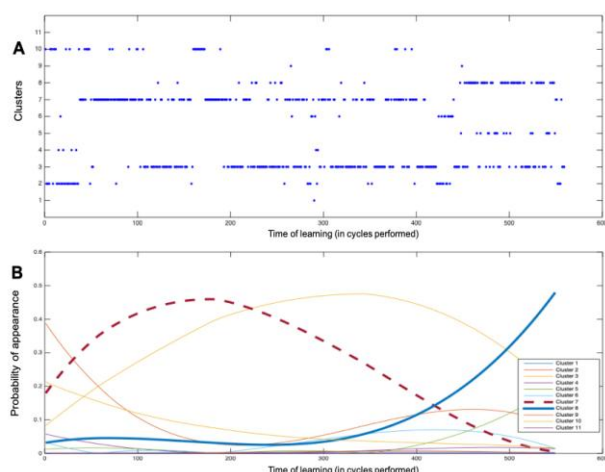 A
Clusters
11
10
9
8
7
6
5
4
3
2
1
0
100
200
300
400
500
600
Time of learning (in cycles performed)
B
Probability of appearance
0.6
0.5
0.4
0.3
0.2
0.1
0
0
100
200
300
400
500
600
Time of learning (in cycles performed)
Cluster 1
Cluster 2
Cluster 3
Cluster 4
Cluster 5
Cluster 6
Cluster 7
Cluster 8
Cluster 9
Cluster 10
Cluster 11